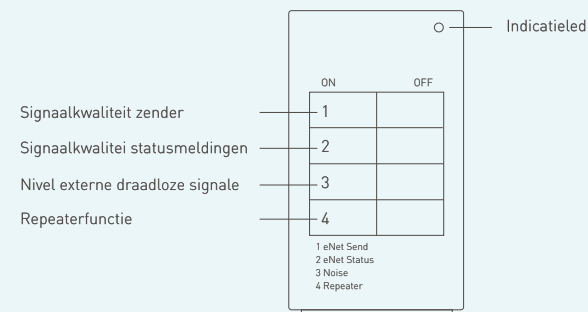 Indicatieled
ON OFF
Signaalkwaliteit zender 1
Signaalkwalitei statusmeldingen 2
Nivel externe draadloze signale 3
Repeaterfunctie 4
1 eNet Send
2 eNet Status
3 Noise
4 Repeater